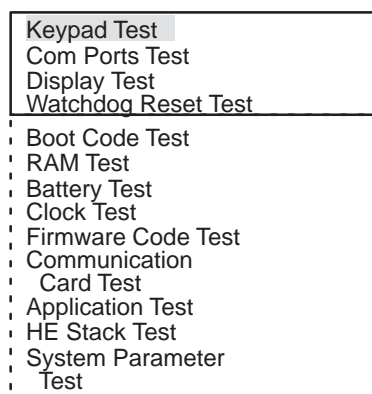 Keypad Test
Com Ports Test
Display Test
Watchdog Reset Test
Boot Code Test
RAM Test
Battery Test
Clock Test
Firmware Code Test
Communication
Card Test
Application Test
HE Stack Test
System Parameter
Test